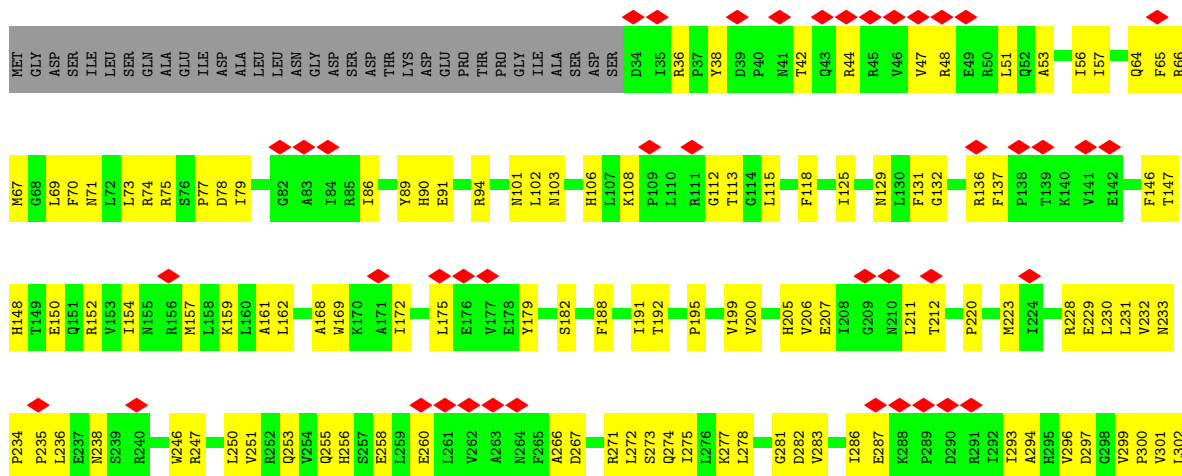 MET GLY ASP SER ILE LEU SER GLN ALA GLU ILE ASP ALA LEU LEU ASN GLY ASP SER ASP THR LYS ASP GLU PRO THR PRO GLY ILE ALA SER ASP SER D34 I35 R36 P37 Y38 D39 P40 N41 T42 Q43 R44 R45 V46 V47 R48 E49 R50 L51 Q52 A53 I56 I57 Q64 F65 R66
M67 G68 L69 F70 N71 L72 L73 R74 R75 S76 P77 D78 I79 G82 A83 I84 R85 I86 Y89 H90 E91 R94 N101 L102 N103 H106 L107 K108 P109 L110 R111 G112 T113 G114 L115 F118 I125 N129 L130 F131 G132 R136 F137 P138 T139 K140 V141 E142 F146 T147
H148 T149 E150 Q151 R152 V153 I154 N155 R156 M157 L158 K159 L160 A161 L162 A168 W169 K170 A171 I172 L175 E176 V177 E178 Y179 S182 F188 I191 T192 P195 V199 V200 H205 V206 E207 I208 G209 N210 L211 T212 P220 M223 I224 R228 E229 L230 L231 V232 N233
P234 P235 L236 E237 N238 S239 R240 W246 R247 L250 V251 R252 Q253 V254 Q255 H256 S257 E258 L259 E260 L261 V262 A263 N264 F265 A266 D267 R271 L272 S273 Q274 I275 L276 K277 L278 G281 D282 V283 I286 E287 K288 P289 D290 R291 I292 I293 A294 H295 V296 D297 G298 V299 P300 V301 L302